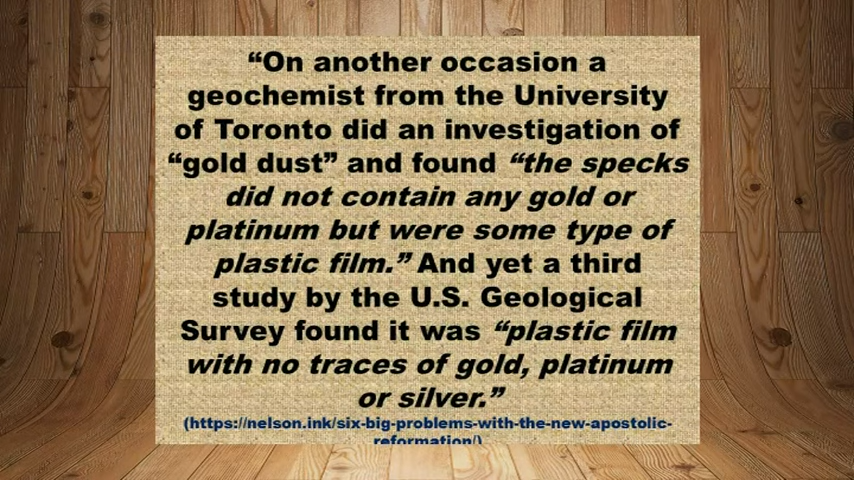 “On another occasion a
geochemist from the University
of Toronto did an investigation of
“gold dust” and found “the specks
did not contain any gold or
platinum but were some type of
plastic film.” And yet a third
study by the U.S. Geological
Survey found it was “plastic film
with no traces of gold, platinum
or silver.”
(https://nelson.ink/six-big-problems-with-the-new-apostolic-
reformation/)